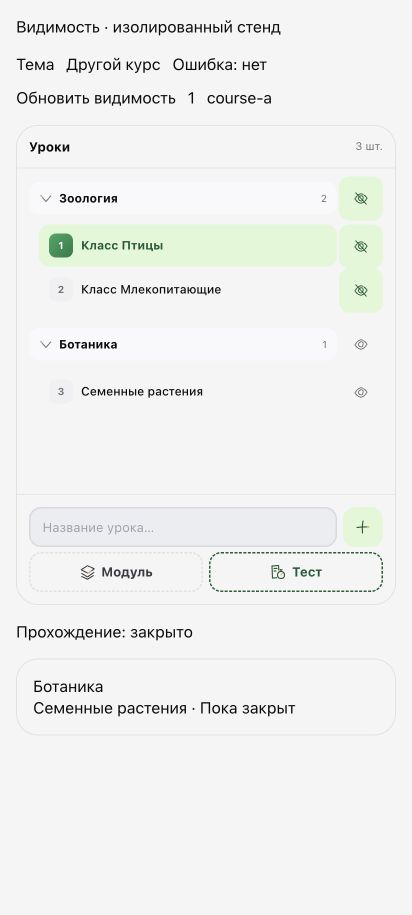 Видимость · изолированный стенд
Тема Другой курс Ошибка: нет
Обновить видимость 1 course-a
Уроки 3 шт.
Зоология 2
1 Класс Птицы
2 Класс Млекопитающие
Ботаника 1
3 Семенные растения
Название урока...
Модуль Тест
Прохождение: закрыто
Ботаника
Семенные растения · Пока закрыт